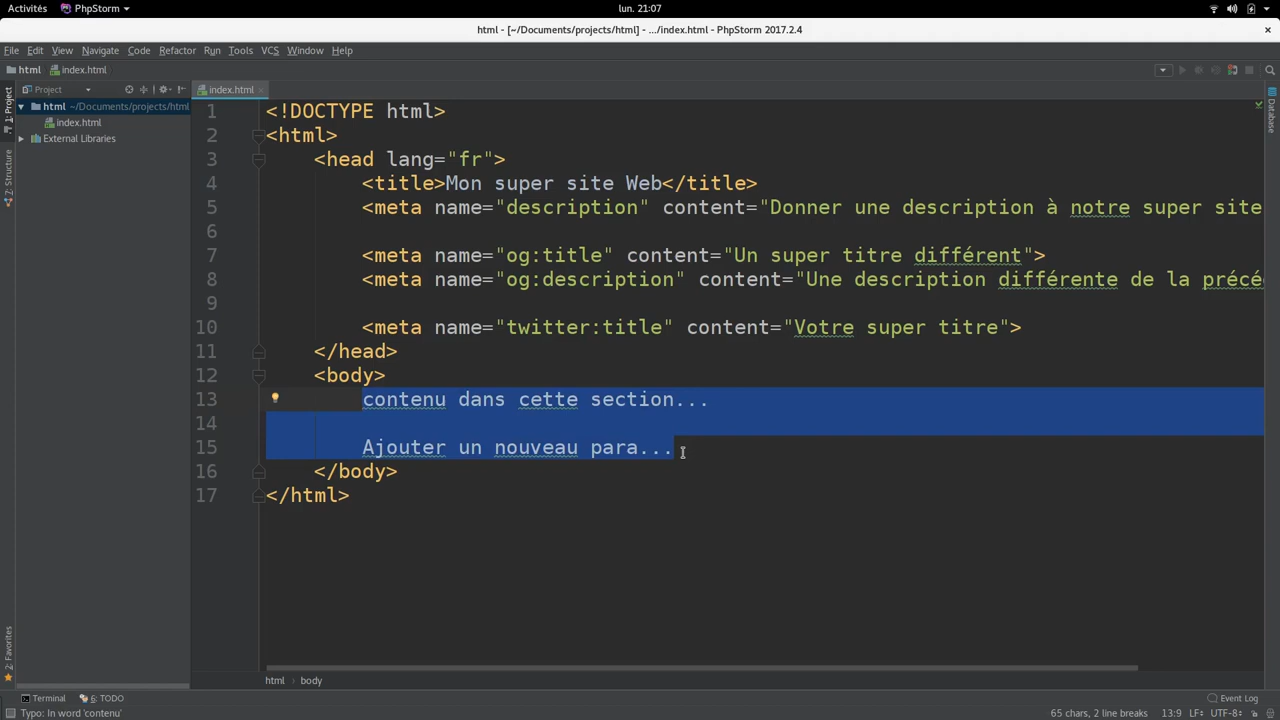 Activités PhpStorm lun. 21:07
html - [~/Documents/projects/html] - .../index.html - PhpStorm 2017.2.4
File Edit View Navigate Code Refactor Run Tools VCS Window Help
html index.html
Project index.html
1: Project
7: Structure
2: Favorites
Database
html ~/Documents/projects/html
index.html
External Libraries
1 <!DOCTYPE html>
2 <html>
3 <head lang="fr">
4 <title>Mon super site Web</title>
5 <meta name="description" content="Donner une description à notre super site
6
7 <meta name="og:title" content="Un super titre différent">
8 <meta name="og:description" content="Une description différente de la précé
9
10 <meta name="twitter:title" content="Votre super titre">
11 </head>
12 <body>
13 contenu dans cette section...
14
15 Ajouter un nouveau para...
16 </body>
17 </html>
html body
Terminal 6: TODO Event Log
Typo: In word 'contenu' 65 chars, 2 line breaks 13:9 LF÷ UTF-8÷